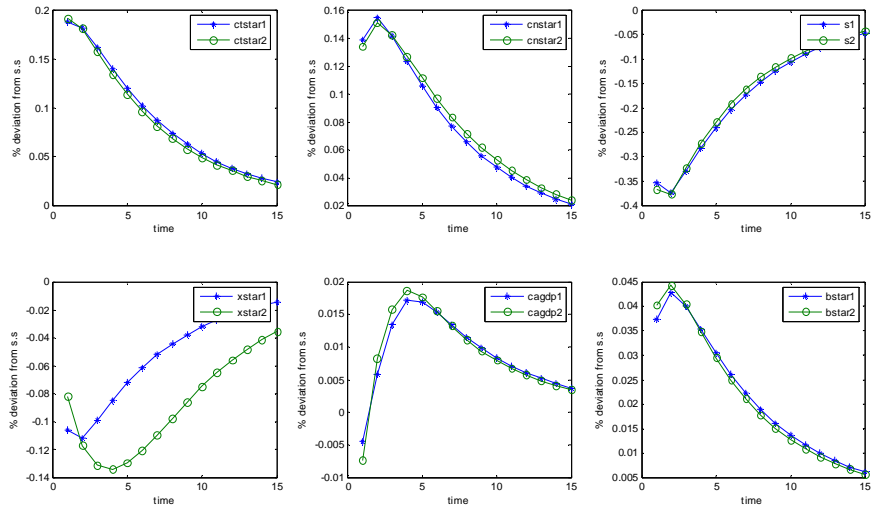 0.2
0.15
0.1
0.05
0
0 5 10 15
% deviation from s.s
time
ctstar1
ctstar2
0.16
0.14
0.12
0.1
0.08
0.06
0.04
0.02
0 5 10 15
% deviation from s.s
time
cnstar1
cnstar2
0
-0.05
-0.1
-0.15
-0.2
-0.25
-0.3
-0.35
-0.4
0 5 10 15
% deviation from s.s
time
s1
s2
0
-0.02
-0.04
-0.06
-0.08
-0.1
-0.12
-0.14
0 5 10 15
% deviation from s.s
time
xstar1
xstar2
0.02
0.015
0.01
0.005
0
-0.005
-0.01
0 5 10 15
% deviation from s.s
time
cagdp1
cagdp2
0.045
0.04
0.035
0.03
0.025
0.02
0.015
0.01
0.005
0 5 10 15
% deviation from s.s
time
bstar1
bstar2